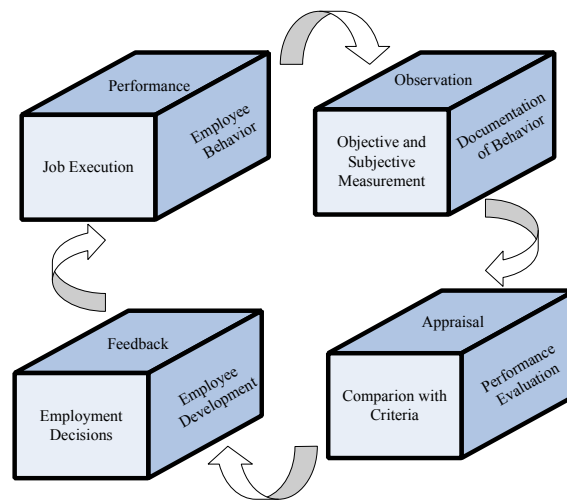 Performance
Employee
Behavior
Job Execution
Observation
Documentation
of Behavior
Objective and
Subjective
Measurement
Appraisal
Performance
Evaluation
Comparion with
Criteria
Feedback
Employee
Development
Employment
Decisions